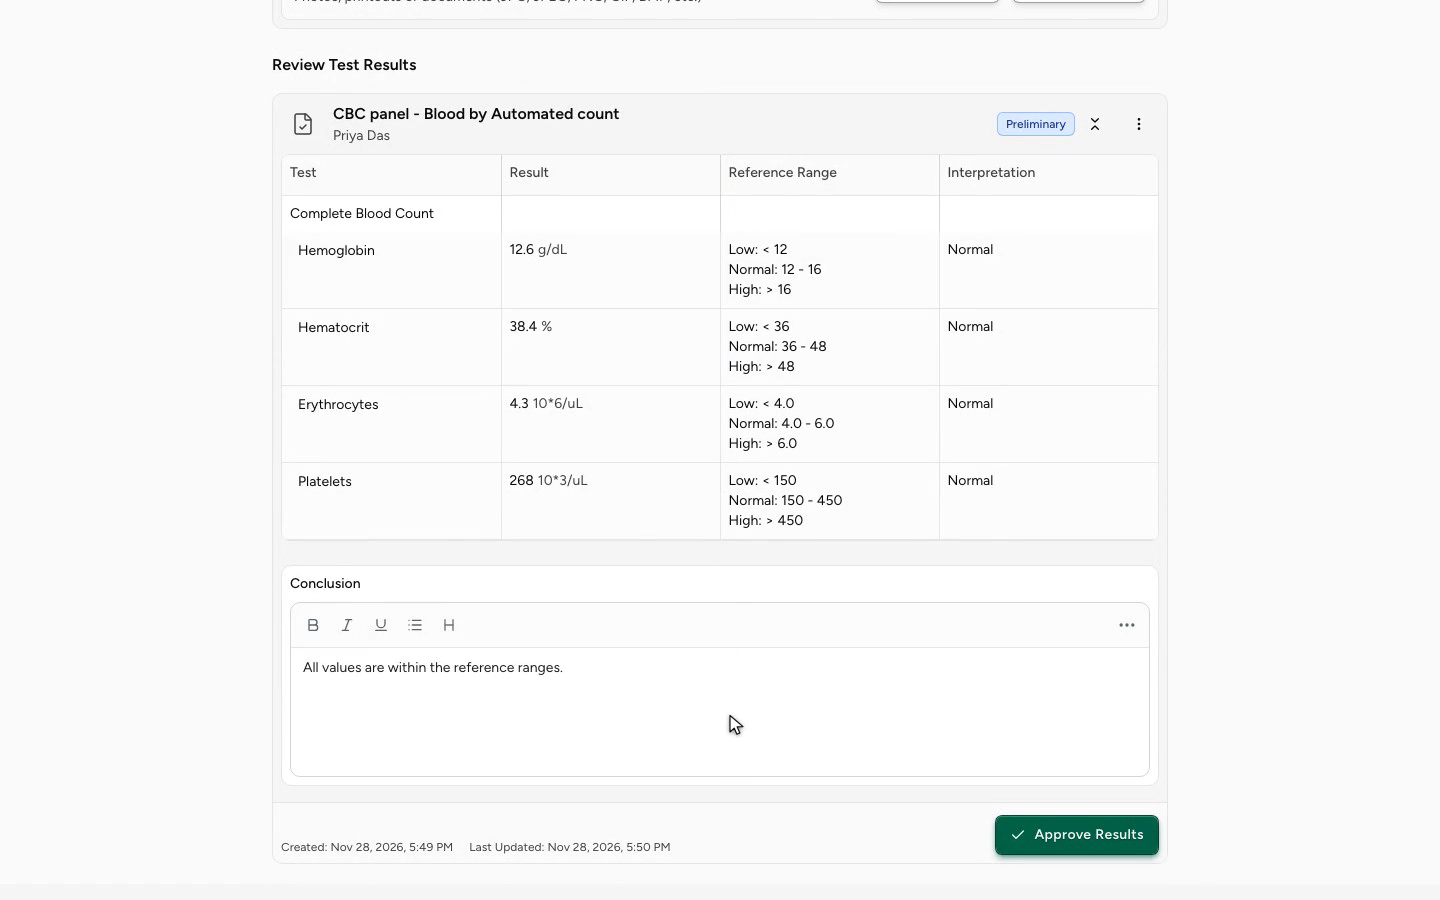 Review Test Results
CBC panel - Blood by Automated count
Priya Das
Preliminary
Test Result Reference Range Interpretation
Complete Blood Count
Hemoglobin 12.6 g/dL Low: < 12 Normal
Normal: 12 - 16
High: > 16
Hematocrit 38.4 % Low: < 36 Normal
Normal: 36 - 48
High: > 48
Erythrocytes 4.3 10*6/uL Low: < 4.0 Normal
Normal: 4.0 - 6.0
High: > 6.0
Platelets 268 10*3/uL Low: < 150 Normal
Normal: 150 - 450
High: > 450
Conclusion
B I U H
All values are within the reference ranges.
Created: Nov 28, 2026, 5:49 PM Last Updated: Nov 28, 2026, 5:50 PM
Approve Results